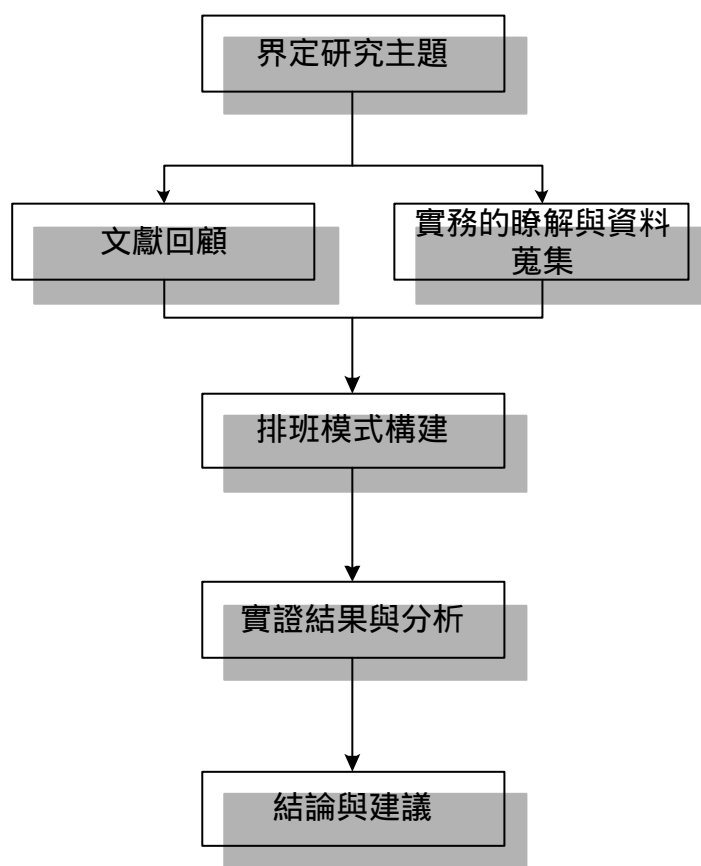 界定研究主題
文獻回顧
實務的瞭解與資料
蒐集
排班模式構建
實證結果與分析
結論與建議